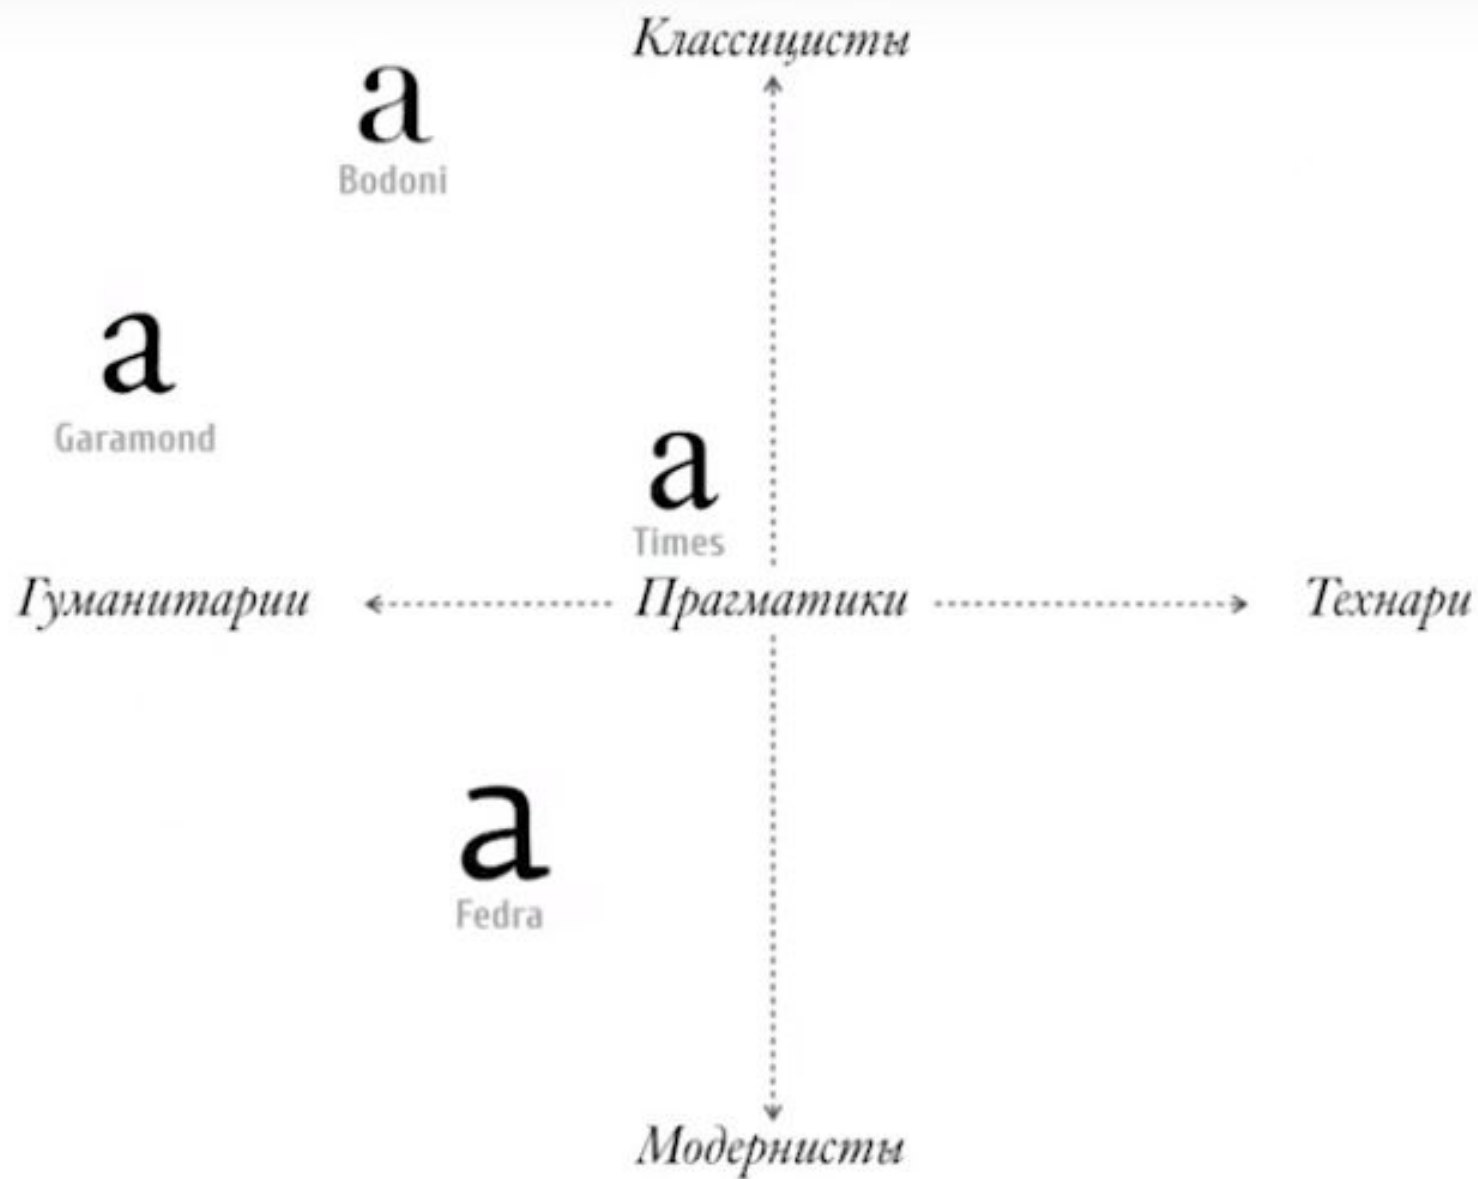 Классицисты
a
Bodoni
a
Garamond
a
Times
Гуманитарии
Прагматики
Технари
a
Fedra
Модернисты